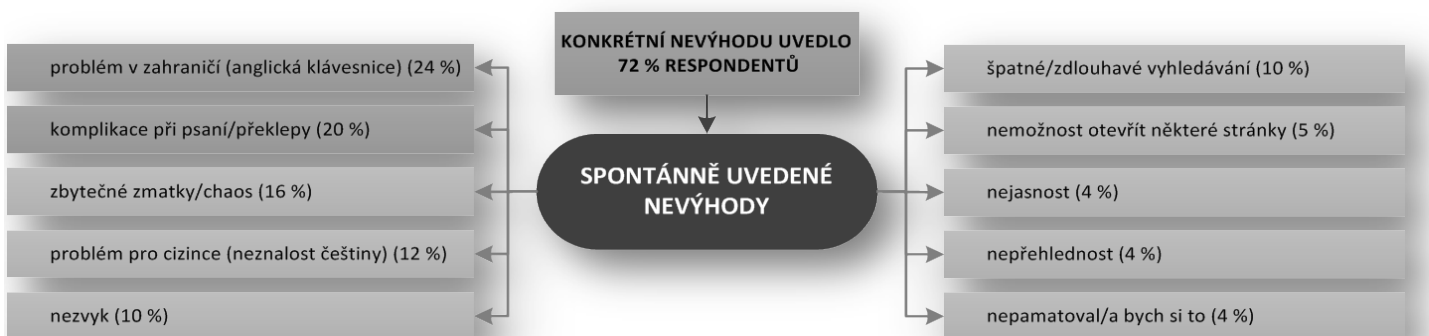 KONKRÉTNÍ NEVÝHODU UVEDLO
72 % RESPONDENTŮ
SPONTÁNNĚ UVEDENÉ
NEVÝHODY
problém v zahraničí (anglická klávesnice) (24 %)
komplikace při psaní/překlepy (20 %)
zbytečné zmatky/chaos (16 %)
problém pro cizince (neznalost češtiny) (12 %)
nezvyk (10 %)
špatné/zdlouhavé vyhledávání (10 %)
nemožnost otevřít některé stránky (5 %)
nejasnost (4 %)
nepřehlednost (4 %)
nepamatoval/a bych si to (4 %)